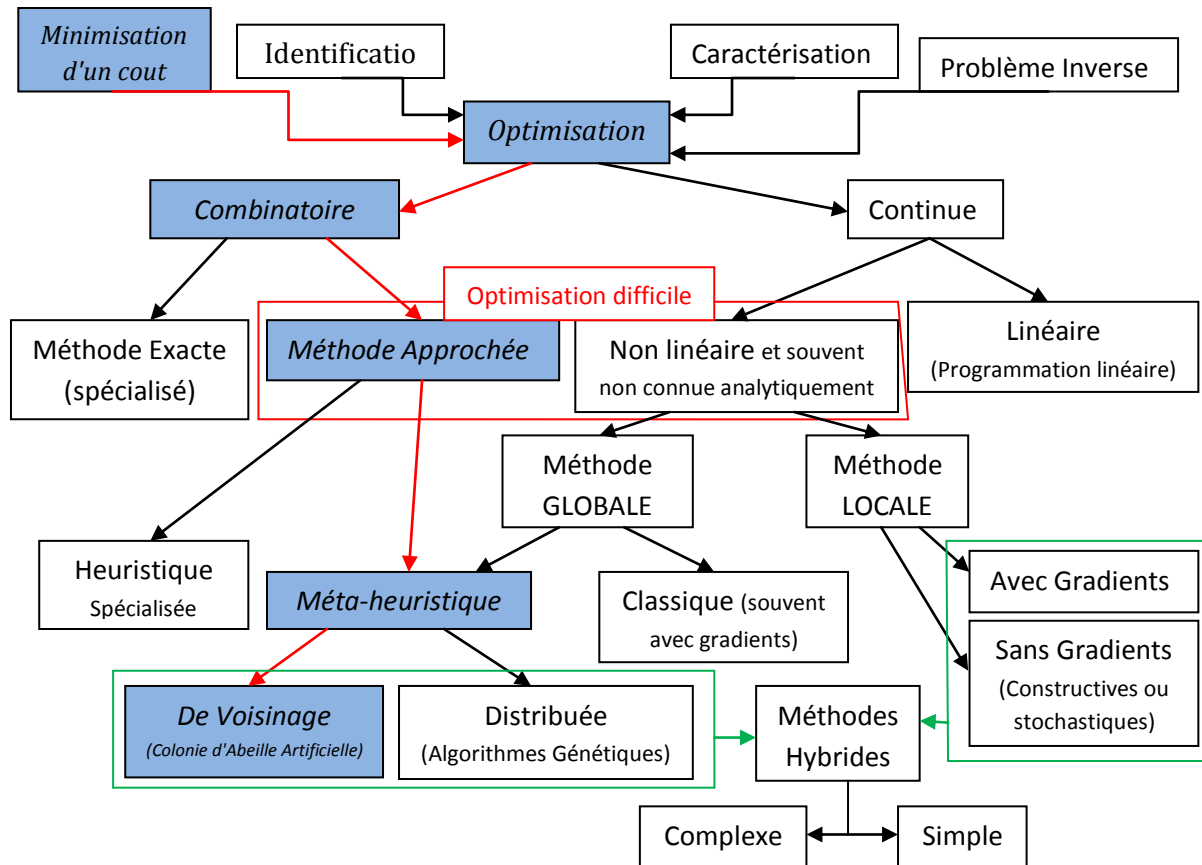 Minimisation
d'un cout
Identificatio
Caractérisation
Problème Inverse
Optimisation
Combinatoire
Continue
Optimisation difficile
Méthode Exacte
(spécialisé)
Méthode Approchée
Non linéaire et souvent
non connue analytiquement
Linéaire
(Programmation linéaire)
Méthode
GLOBALE
Méthode
LOCALE
Heuristique
Spécialisée
Méta-heuristique
Classique (souvent
avec gradients)
Avec Gradients
Sans Gradients
(Constructives ou
stochastiques)
De Voisinage
(Colonie d'Abeille Artificielle)
Distribuée
(Algorithmes Génétiques)
Méthodes
Hybrides
Complexe
Simple